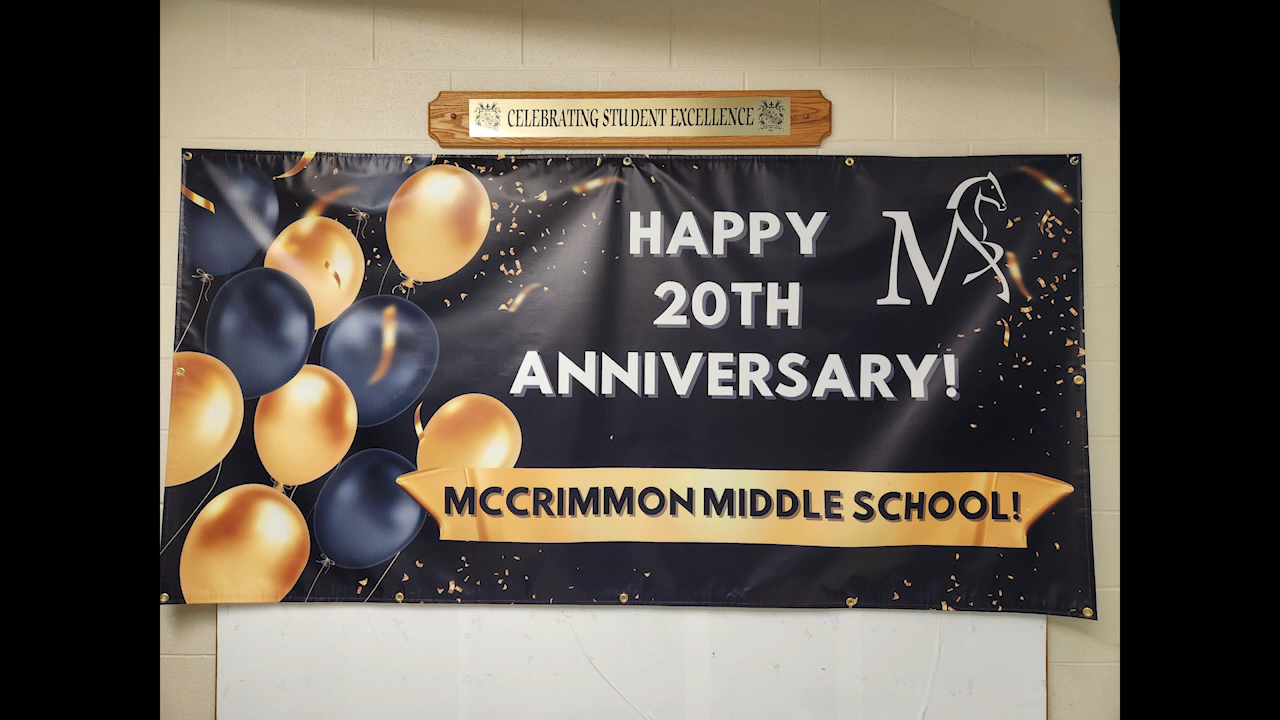 CELEBRATING STUDENT EXCELLENCE
HAPPY
20TH
ANNIVERSARY!
M
MCCRIMMON MIDDLE SCHOOL!